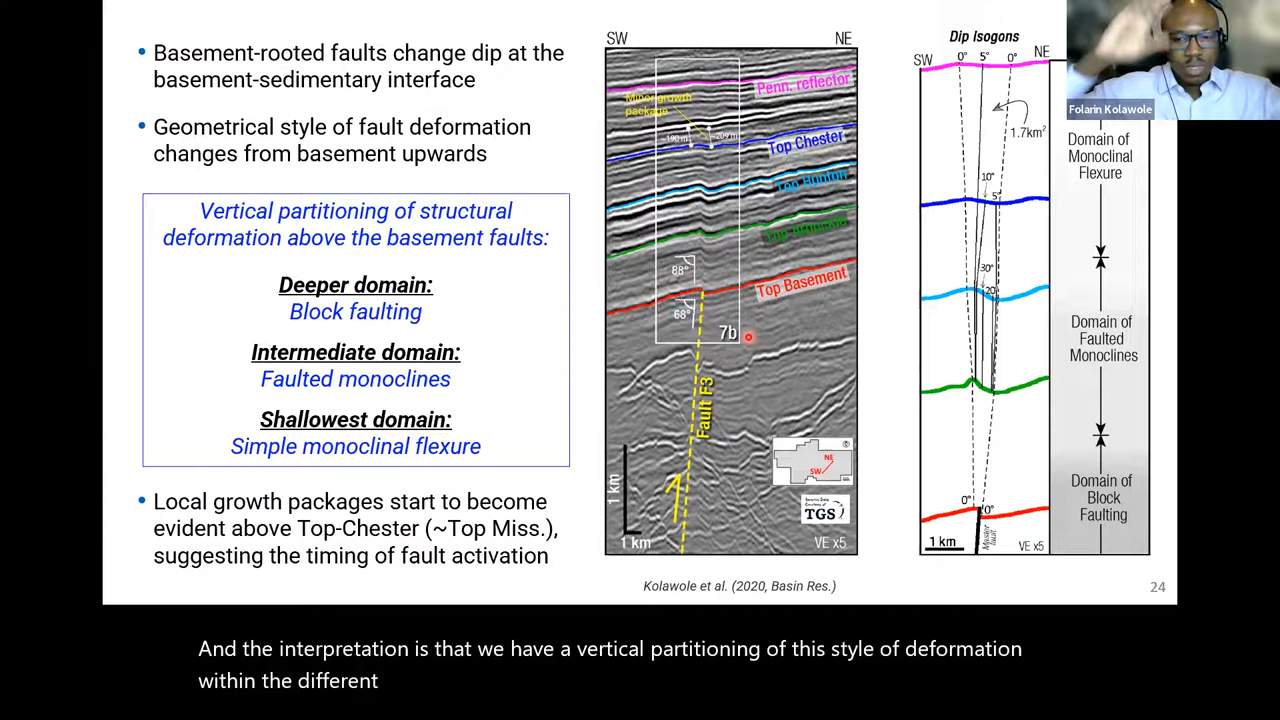 • Basement-rooted faults change dip at the
basement-sedimentary interface
• Geometrical style of fault deformation
changes from basement upwards
Vertical partitioning of structural
deformation above the basement faults:
Deeper domain:
Block faulting
Intermediate domain:
Faulted monoclines
Shallowest domain:
Simple monoclinal flexure
• Local growth packages start to become
evident above Top-Chester (~Top Miss.),
suggesting the timing of fault activation
SW
NE
Penn. reflector
Minor growth
package
Top Chester
Top Hunton
Top Arbuckle
88°
Top Basement
68°
7b
Fault F3
NE
SW
TGS
1 km
1 km
VE x5
Dip Isogons
SW
0°
5°
0°
NE
1.7km²
10°
5°
30°
20
0°
Master
fault
1 km
VE x5
Domain of
Monoclinal
Flexure
Domain of
Faulted
Monoclines
Domain of
Block
Faulting
Folarin Kolawole
Kolawole et al. (2020, Basin Res.)
24
And the interpretation is that we have a vertical partitioning of this style of deformation
within the different